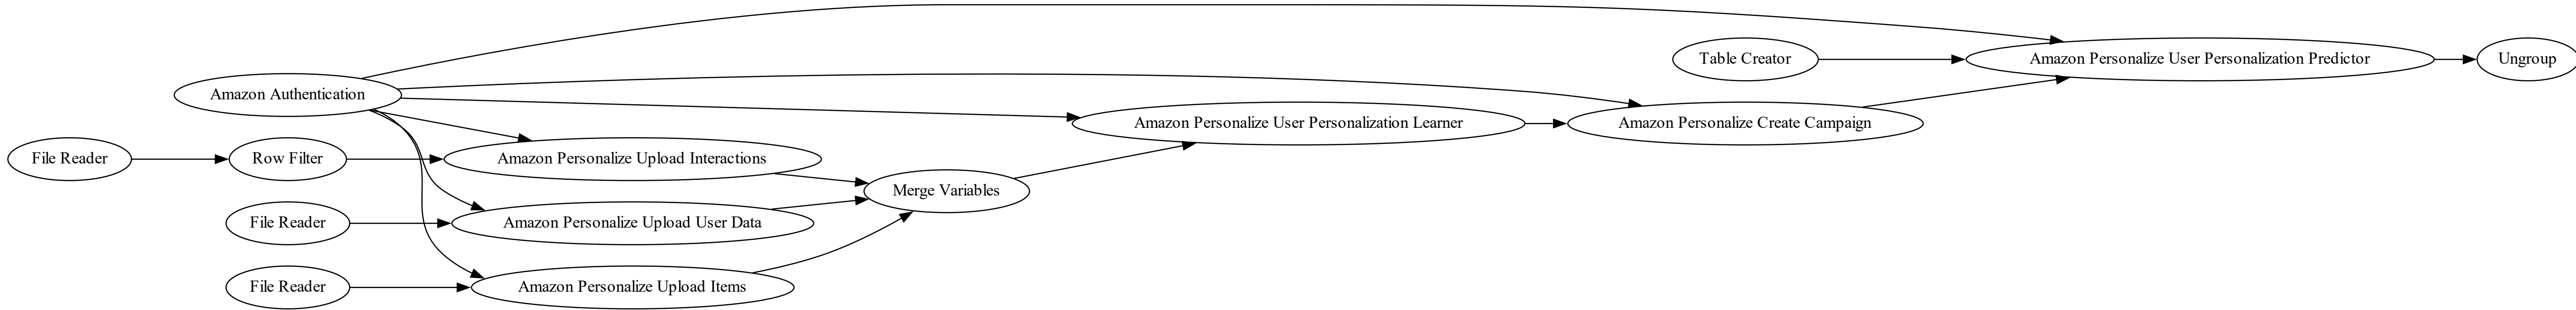 File Reader
Row Filter
Amazon Authentication
File Reader
File Reader
Amazon Personalize Upload Interactions
Amazon Personalize Upload User Data
Amazon Personalize Upload Items
Merge Variables
Amazon Personalize User Personalization Learner
Amazon Personalize Create Campaign
Table Creator
Amazon Personalize User Personalization Predictor
Ungroup